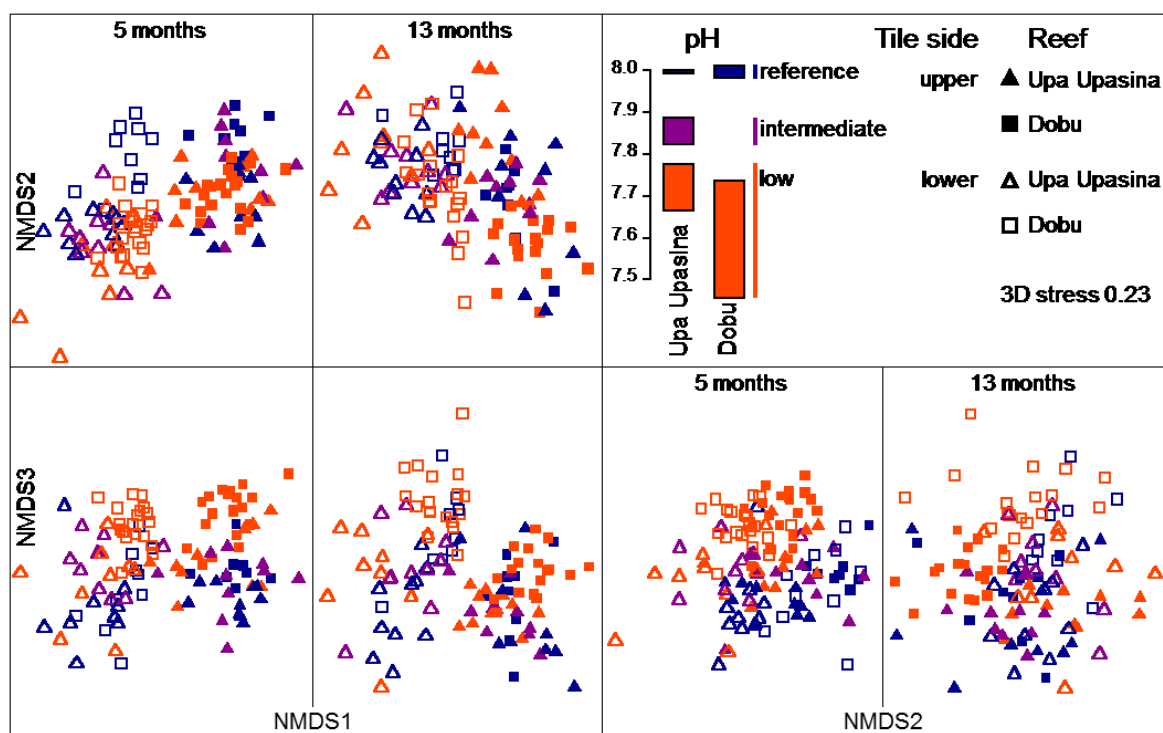 5 months
13 months
NMDS2
pH
8.0
7.9
7.8
7.7
7.6
7.5
reference
intermediate
low
Upa Upasina
Dobu
Tile side
Reef
upper
Upa Upasina
Dobu
lower
Upa Upasina
Dobu
3D stress 0.23
NMDS3
5 months
13 months
NMDS1
NMDS2